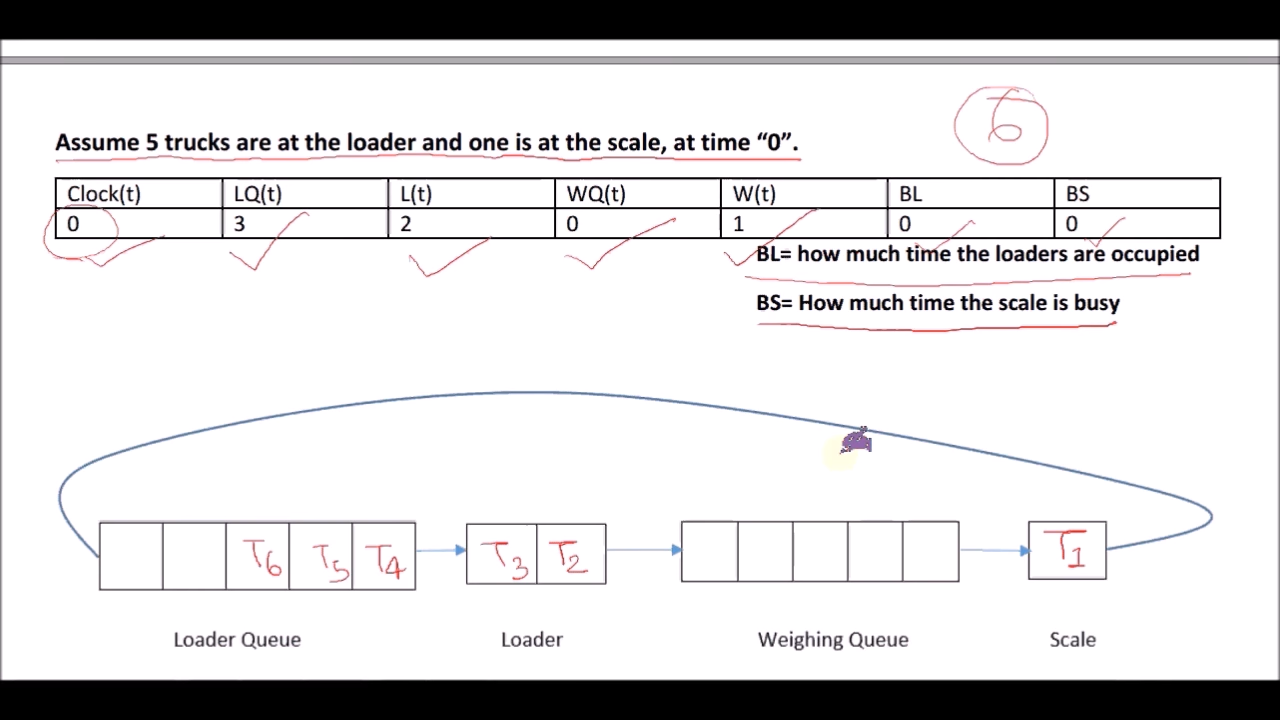 6
Assume 5 trucks are at the loader and one is at the scale, at time “0”.
Clock(t) LQ(t) L(t) WQ(t) W(t) BL BS
0 3 2 0 1 0 0
BL= how much time the loaders are occupied
BS= How much time the scale is busy
T6 T5 T4 T3 T2 T1
Loader Queue Loader Weighing Queue Scale